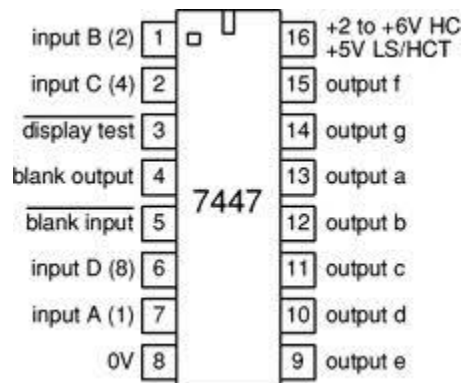 input B (2) 1
input C (4) 2
display test 3
blank output 4
blank input 5
input D (8) 6
input A (1) 7
0V 8
7447
16 +2 to +6V HC
+5V LS/HCT
15 output f
14 output g
13 output a
12 output b
11 output c
10 output d
9 output e